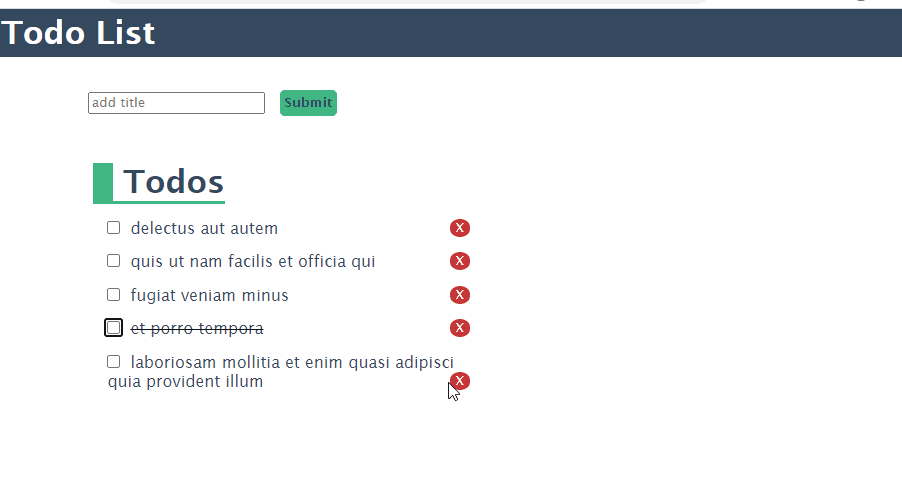 Todo List
add title
Submit
Todos
delectus aut autem
X
quis ut nam facilis et officia qui
X
fugiat veniam minus
X
et porro tempora
X
laboriosam mollitia et enim quasi adipisci
quia provident illum
X